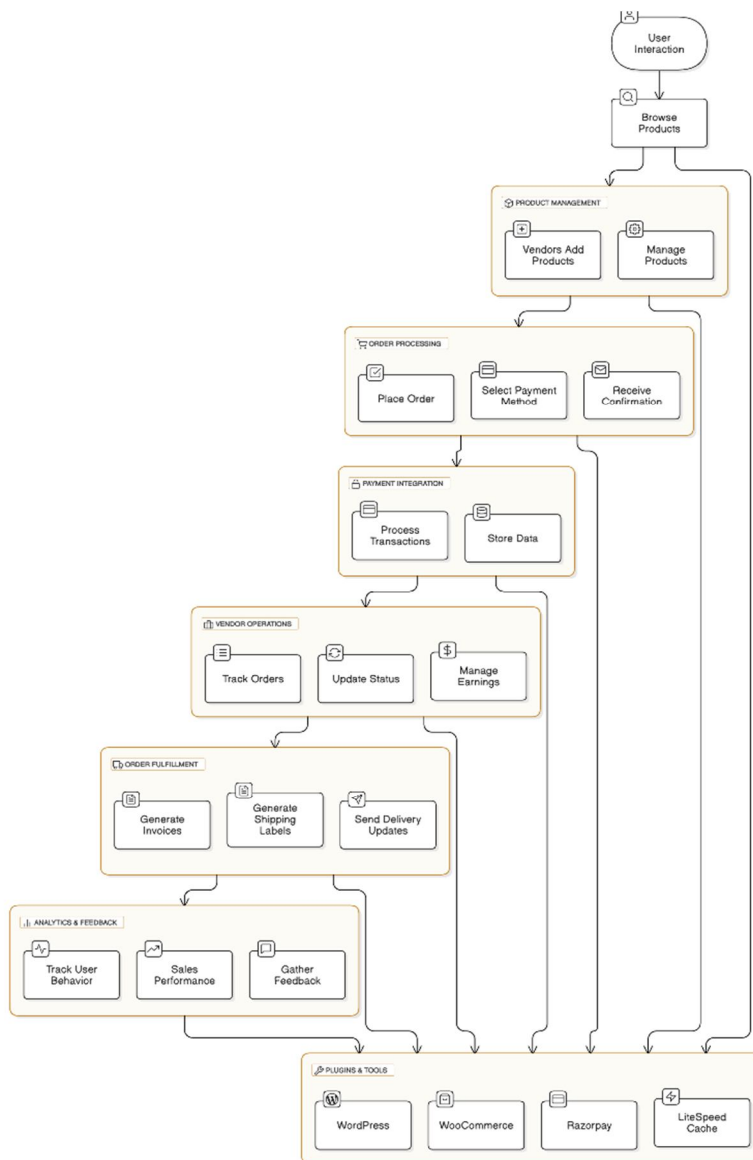 User
Interaction
Browse
Products
PRODUCT MANAGEMENT
Vendors Add
Products
Manage
Products
ORDER PROCESSING
Place Order
Select Payment
Method
Receive
Confirmation
PAYMENT INTEGRATION
Process
Transactions
Store Data
VENDOR OPERATIONS
Track Orders
Update Status
Manage
Earnings
ORDER FULFILLMENT
Generate
Invoices
Generate
Shipping
Labels
Send Delivery
Updates
ANALYTICS & FEEDBACK
Track User
Behavior
Sales
Performance
Gather
Feedback
PLUGINS & TOOLS
WordPress
WooCommerce
Razorpay
LiteSpeed
Cache